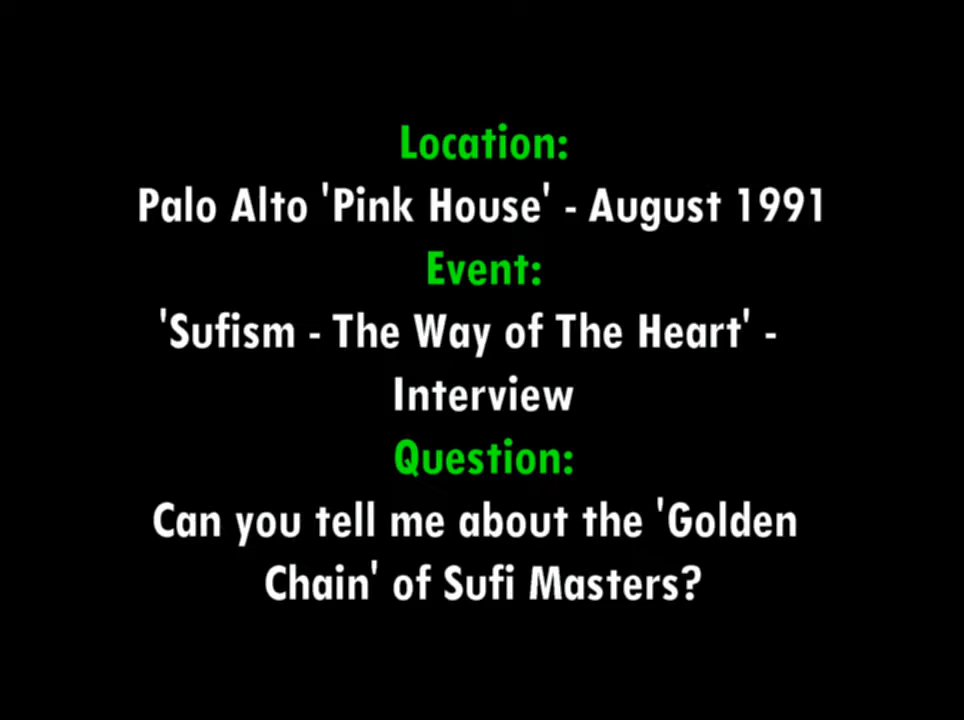 Location:
Palo Alto 'Pink House' - August 1991
Event:
'Sufism - The Way of The Heart' -
Interview
Question:
Can you tell me about the 'Golden
Chain' of Sufi Masters?